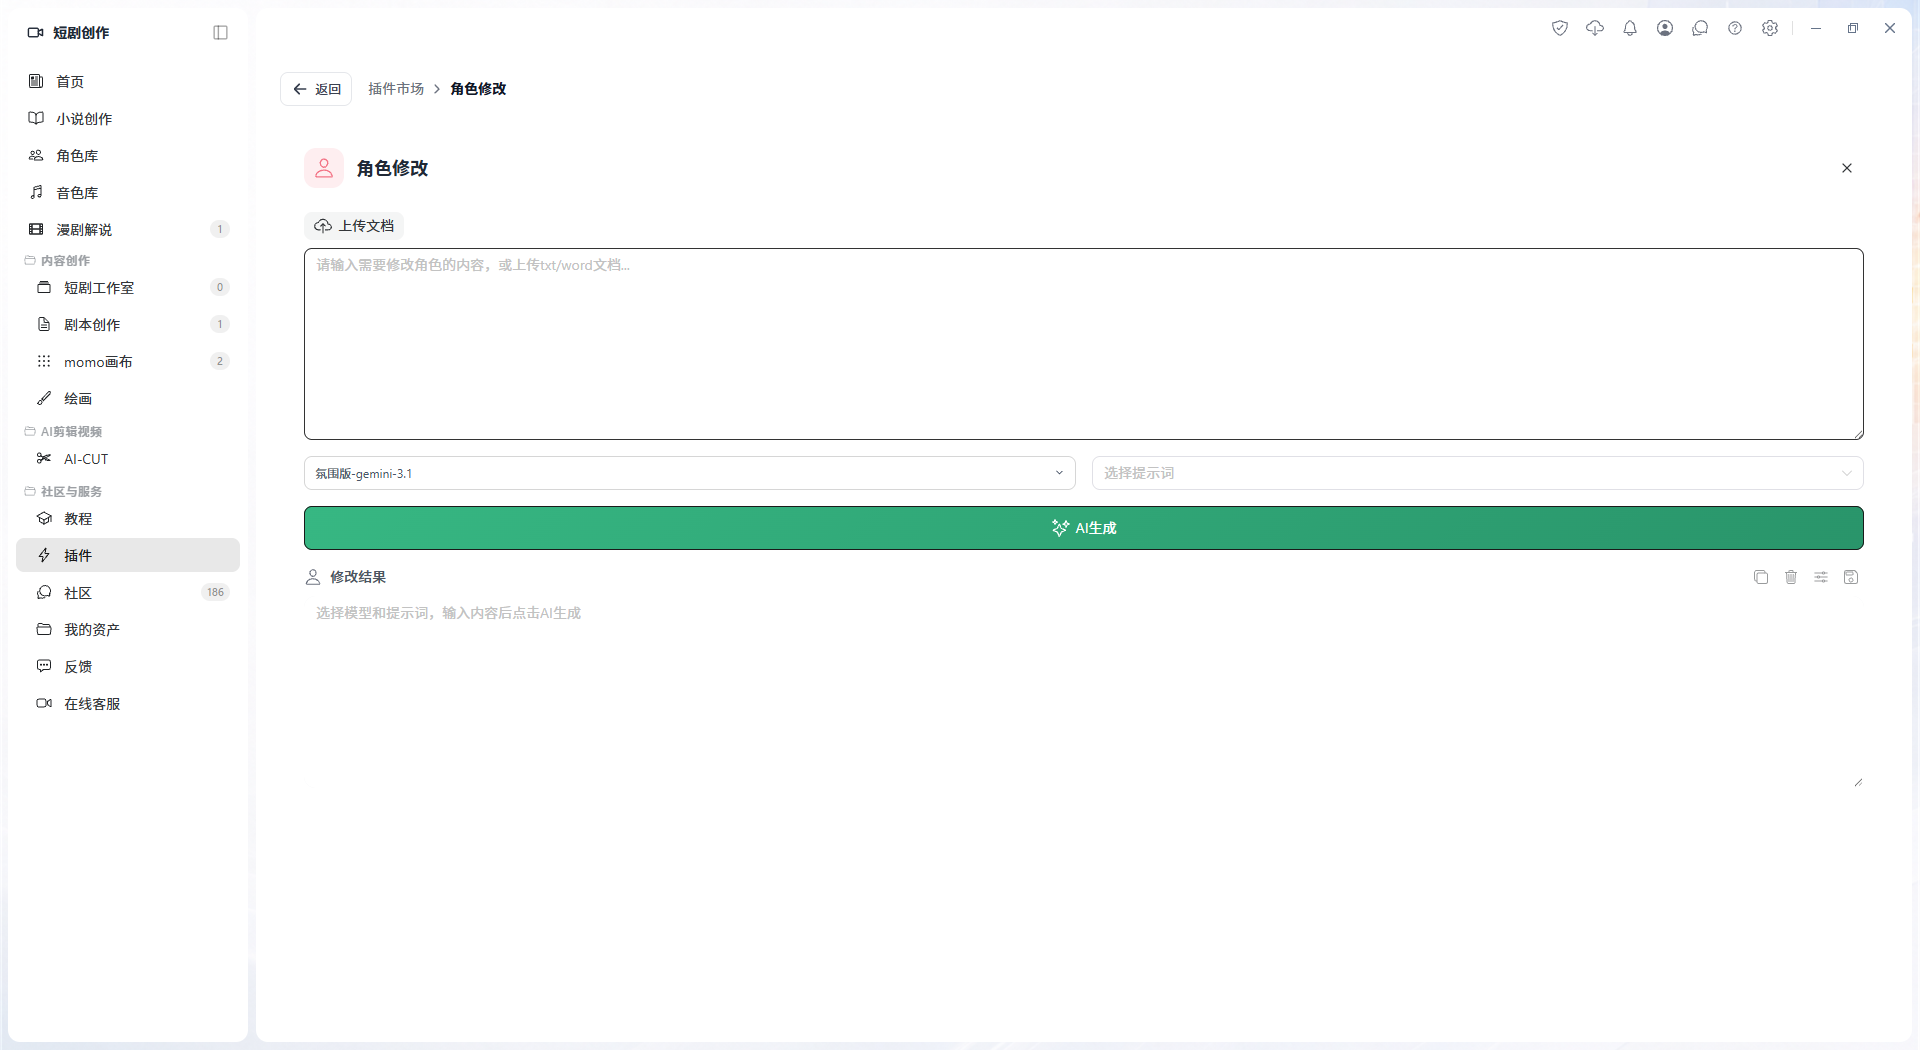 短剧创作
首页
小说创作
角色库
音色库
漫剧解说 1
内容创作
短剧工作室 0
剧本创作 1
momo画布 2
绘画
AI剪辑视频
AI-CUT
社区与服务
教程
插件
社区 186
我的资产
反馈
在线客服
返回 插件市场 > 角色修改
角色修改
上传文档
请输入需要修改角色的内容，或上传txt/word文档...
氛围版-gemini-3.1 选择提示词
AI生成
修改结果
选择模型和提示词，输入内容后点击AI生成